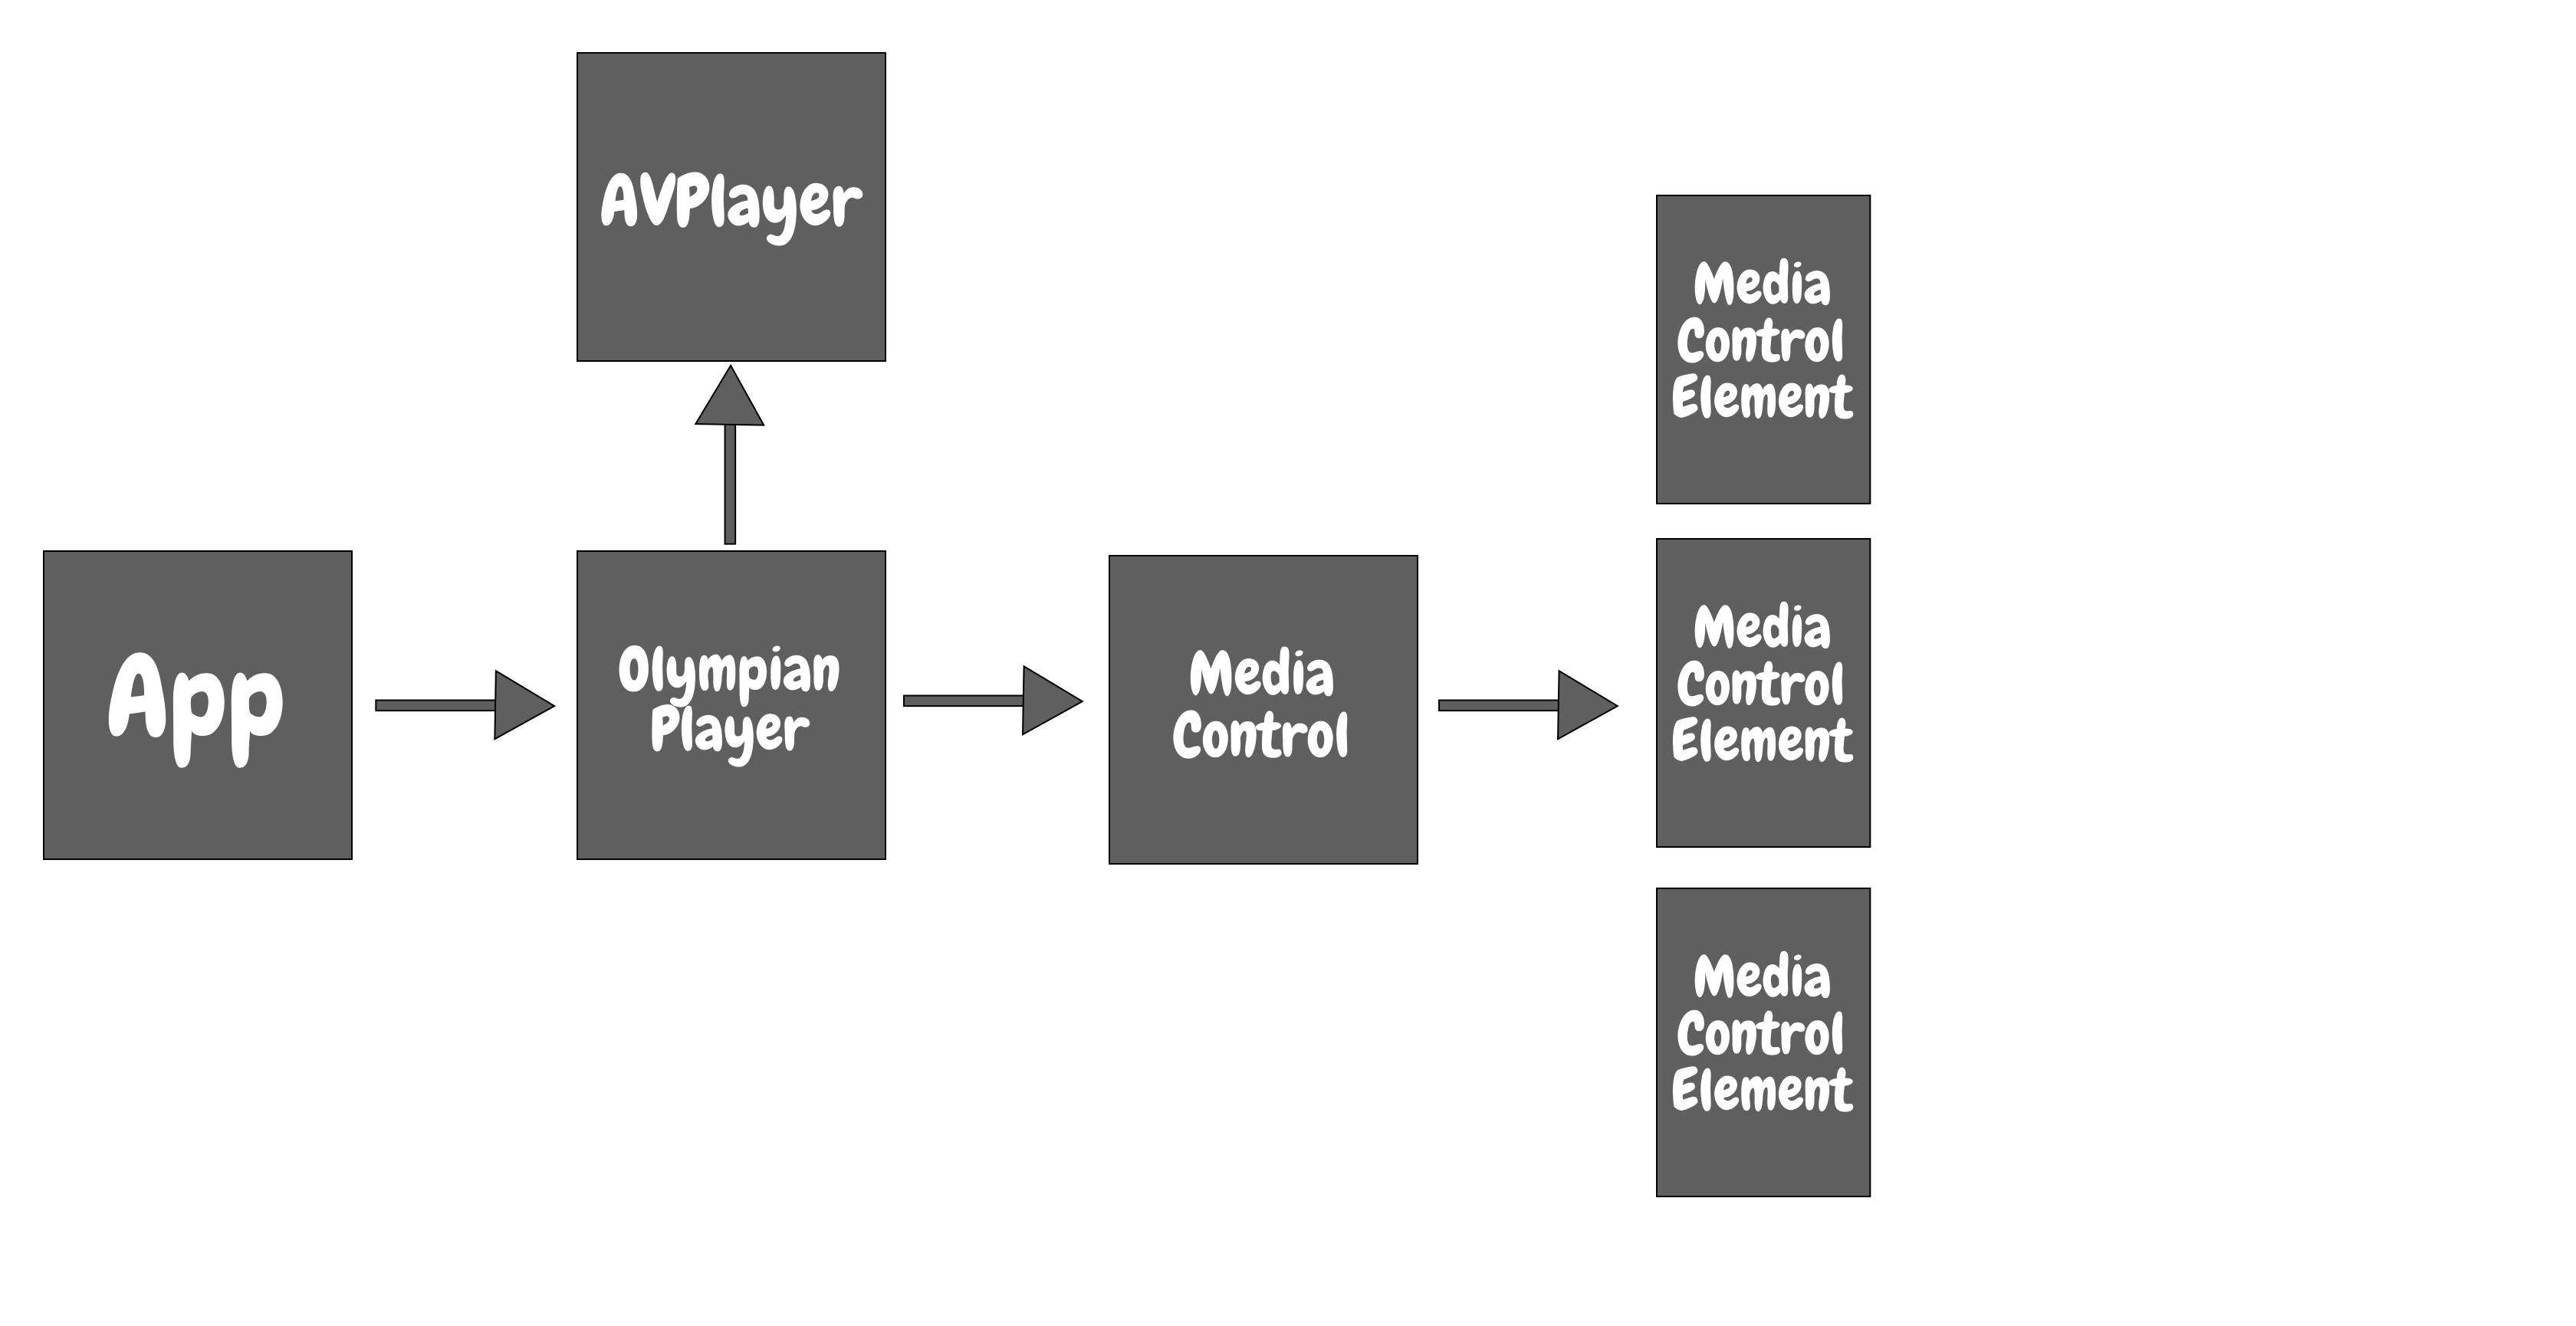 AVPlayer
App
Olympian
Player
Media
Control
Media
Control
Element
Media
Control
Element
Media
Control
Element